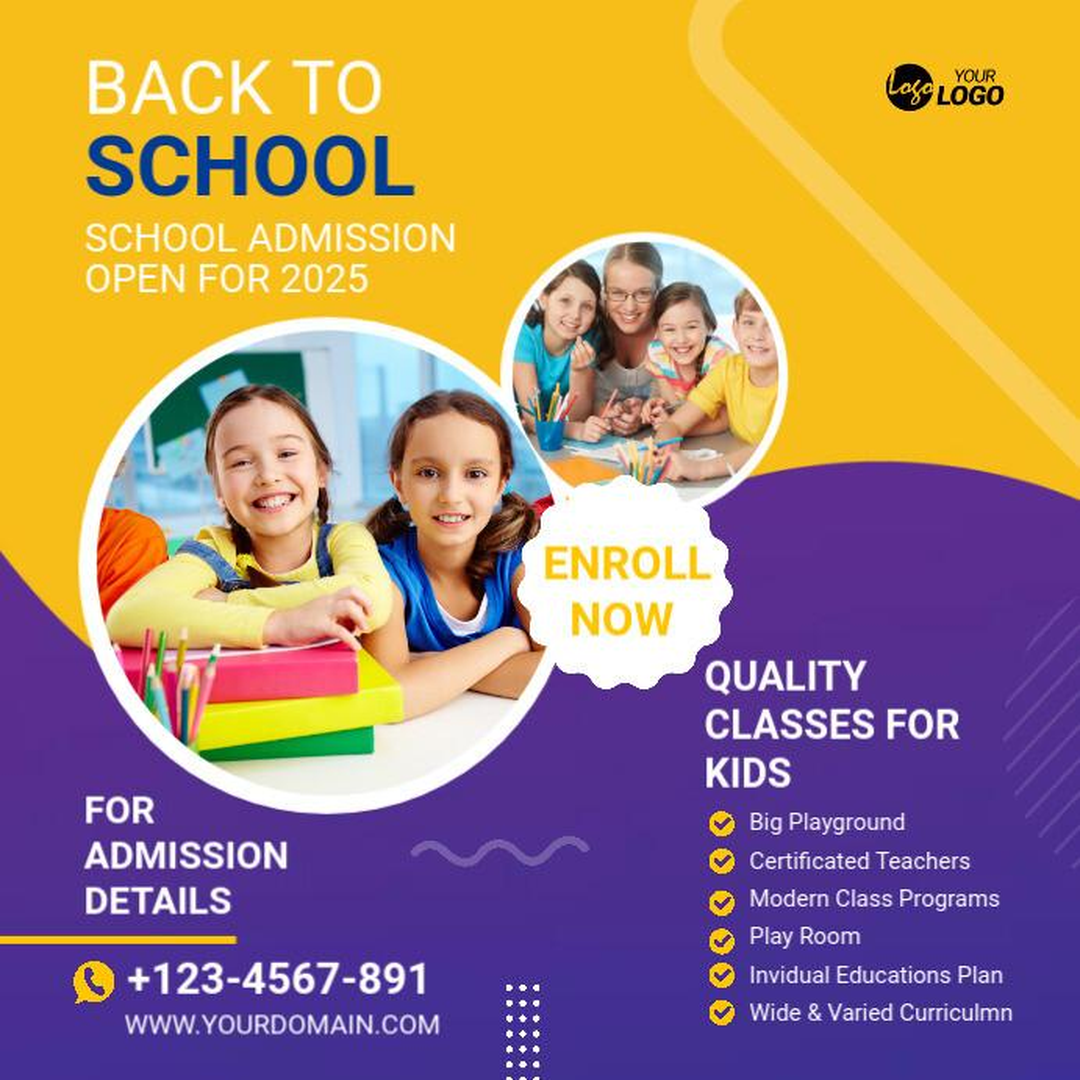 BACK TO
SCHOOL
SCHOOL ADMISSION
OPEN FOR 2025
Logo
YOUR
LOGO
ENROLL
NOW
QUALITY
CLASSES FOR
KIDS
Big Playground
Certificated Teachers
Modern Class Programs
Play Room
Invidual Educations Plan
Wide & Varied Curriculmn
FOR
ADMISSION
DETAILS
+123-4567-891
WWW.YOURDOMAIN.COM